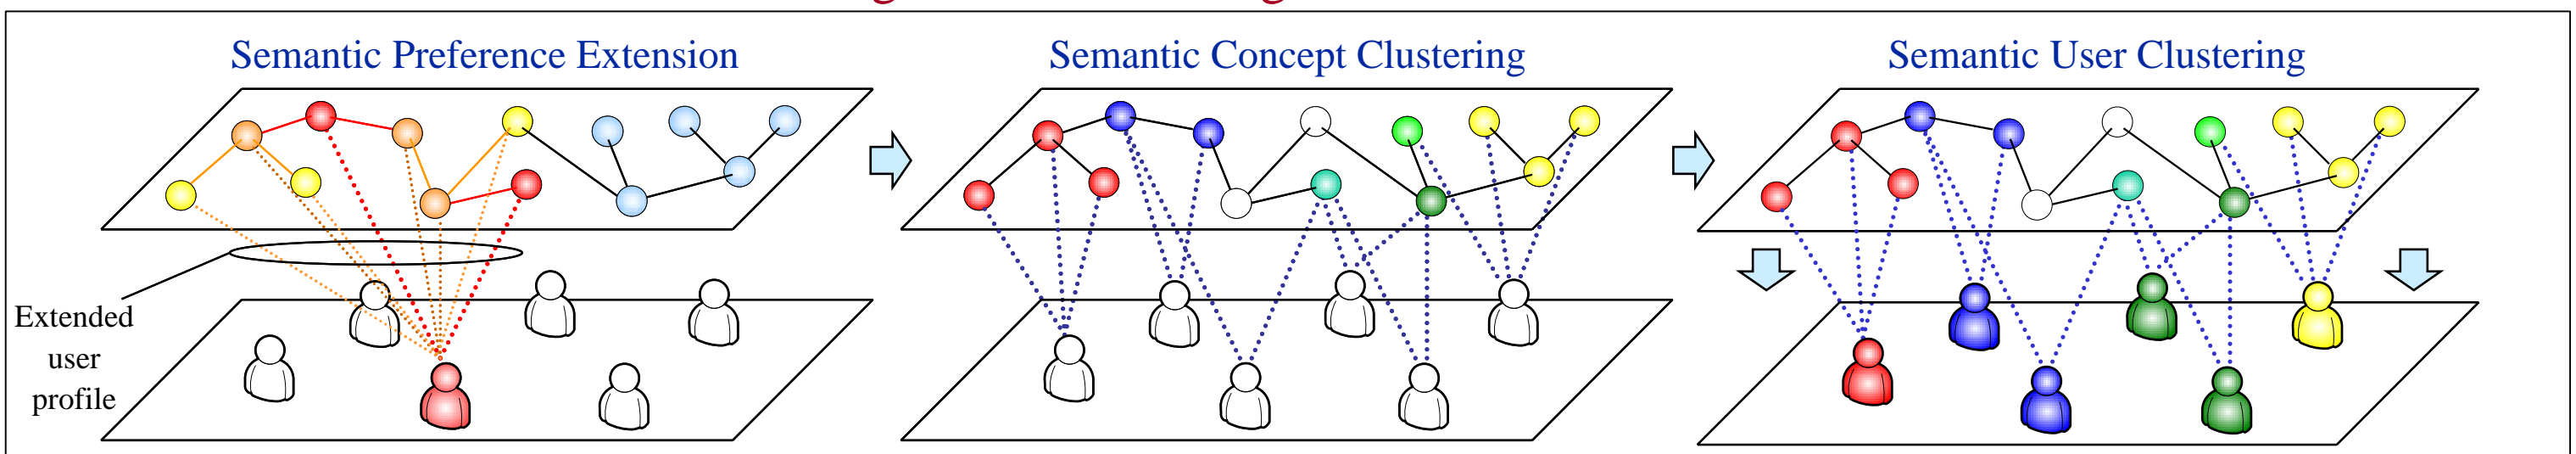 Semantic Preference Extension
Semantic Concept Clustering
Semantic User Clustering
Extended
user
profile